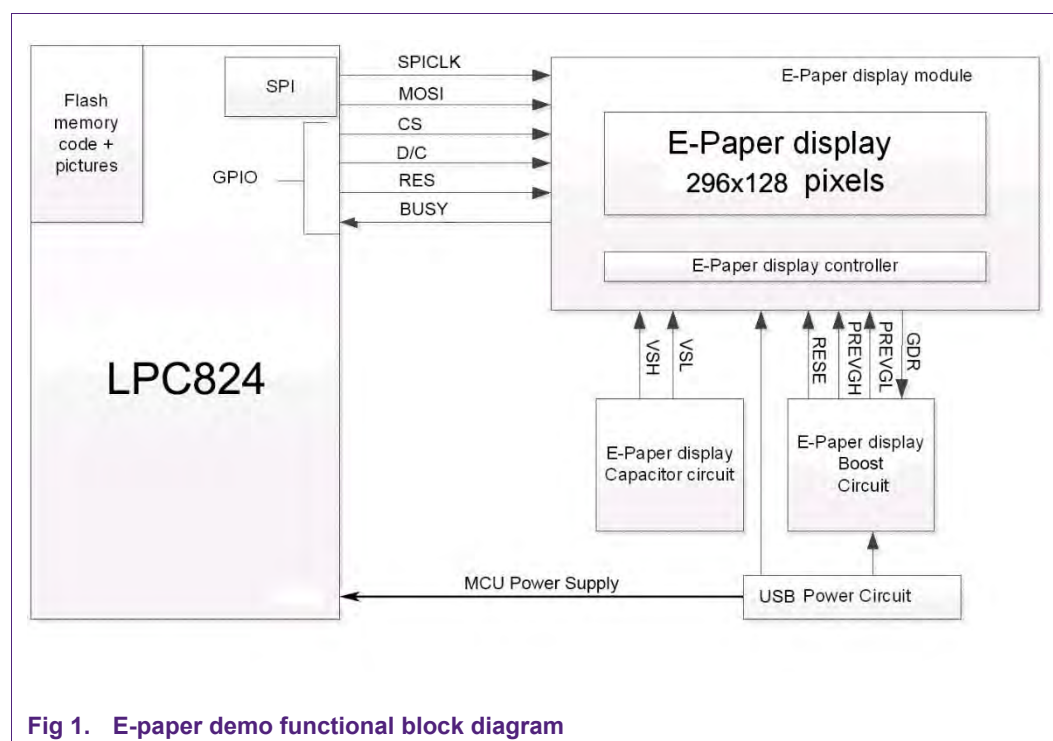 Flash
memory
code +
pictures
SPI
GPIO
LPC824
SPICLK
MOSI
CS
D/C
RES
BUSY
E-Paper display module
E-Paper display
296x128 pixels
E-Paper display controller
VSH
VSL
RESE
PREVGH
PREVGL
GDR
E-Paper display
Capacitor circuit
E-Paper display
Boost
Circuit
MCU Power Supply
USB Power Circuit
Fig 1. E-paper demo functional block diagram